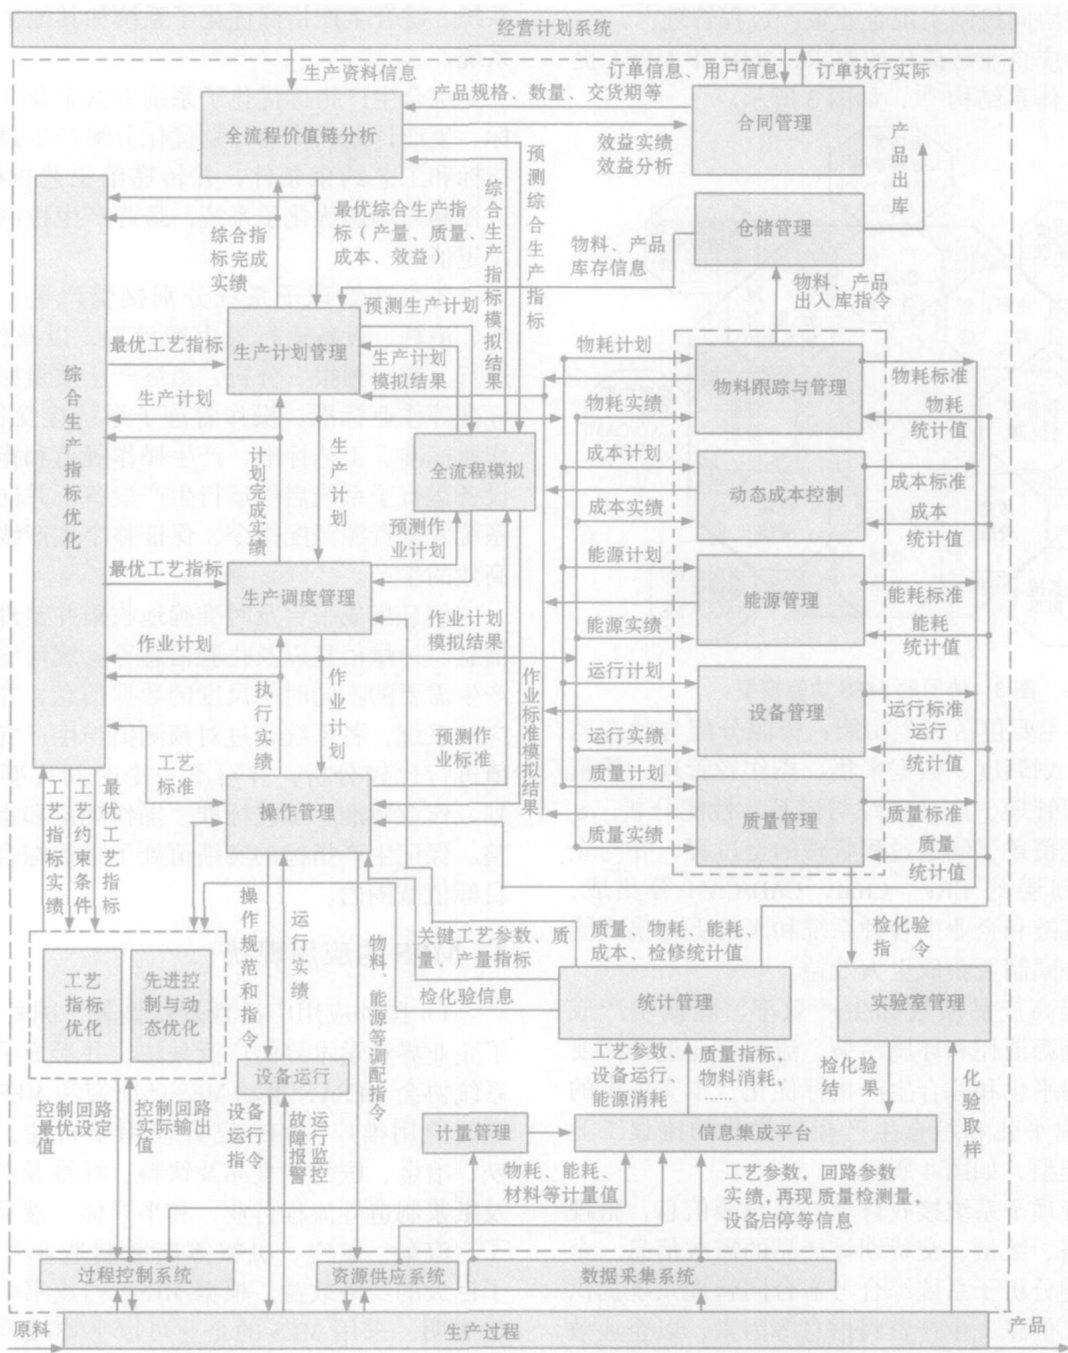 经营计划系统
生产资料信息
订单信息、用户信息
订单执行实际
产品规格、数量、交货期等
全流程价值链分析
合同管理
效益实绩
效益分析
产品出库
预测综合生产指标
综合生产指标模拟结果
最优综合生产指
标（产量、质量、
成本、效益）
综合指
标完成
实绩
仓储管理
物料、产品
库存信息
物料、产品
出入库指令
预测生产计划
生产计划管理
最优工艺指标
生产计划
模拟结果
生产计划
综合生产指标优化
物耗计划
物料跟踪与管理
物耗标准
物耗实绩
物耗
统计值
计划完成实绩
生产计划
全流程模拟
成本计划
动态成本控制
成本标准
成本实绩
成本
统计值
预测作
业计划
最优工艺指标
生产调度管理
能源计划
能源管理
能耗标准
能源实绩
能耗
统计值
作业计划
作业计划
模拟结果
执行实绩
作业计划
作业标准模拟结果
运行计划
设备管理
运行标准
运行实绩
运行
统计值
工艺
标准
预测作
业标准
操作管理
质量计划
质量管理
质量标准
质量实绩
质量
统计值
工艺指标实绩
工艺约束条件
最优工艺指标
操作规范和指令
运行实绩
物料、能源等调配指令
关键工艺参数、质
量、产量指标
质量、物耗、能耗、
成本、检修统计值
检化验
指令
工艺
指标
优化
先进控
制与动
态优化
检化验信息
统计管理
实验室管理
工艺参数、
设备运行、
能源消耗
质量指标，
物料消耗，
……
检化验
结果
化验取样
设备运行
控制回路
最优设定
值
控制回路
实际输出
值
设备
运行
指令
故障报警
运行监控
计量管理
信息集成平台
物耗、能耗、
材料等计量值
工艺参数，回路参数
实绩，再现质量检测量，
设备启停等信息
过程控制系统
资源供应系统
数据采集系统
原料
生产过程
产品